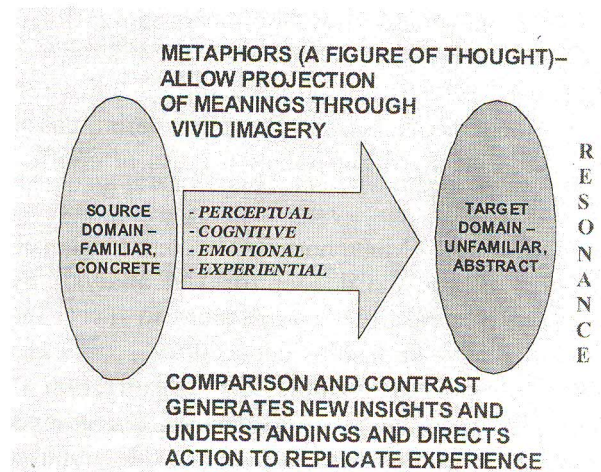 METAPHORS (A FIGURE OF THOUGHT)–
ALLOW PROJECTION
OF MEANINGS THROUGH
VIVID IMAGERY
SOURCE
DOMAIN –
FAMILIAR,
CONCRETE
- PERCEPTUAL
- COGNITIVE
- EMOTIONAL
- EXPERIENTIAL
TARGET
DOMAIN –
UNFAMILIAR,
ABSTRACT
RESONANCE
COMPARISON AND CONTRAST
GENERATES NEW INSIGHTS AND
UNDERSTANDINGS AND DIRECTS
ACTION TO REPLICATE EXPERIENCE